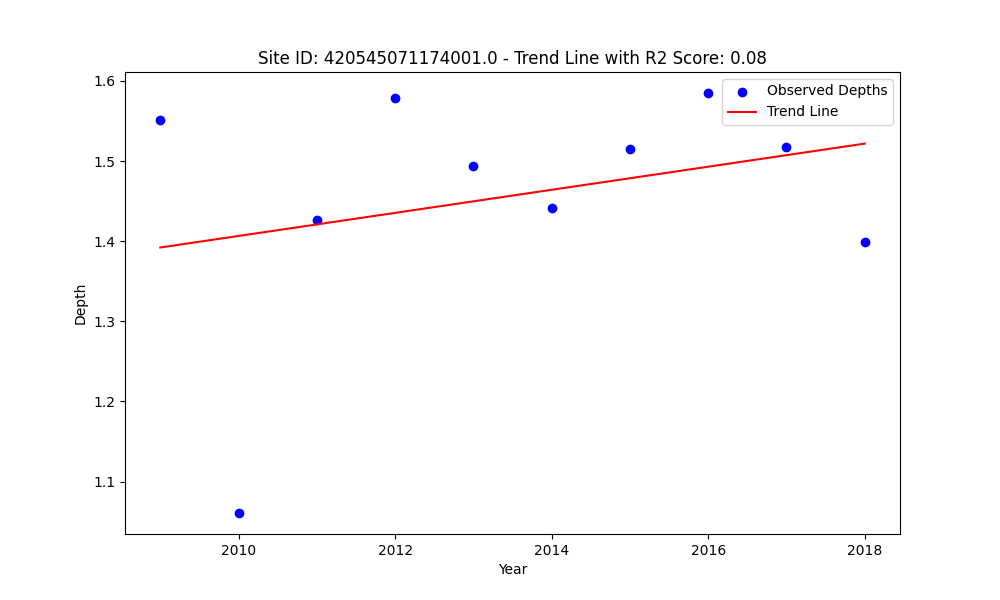 Site ID: 420545071174001.0 - Trend Line with R2 Score: 0.08
Observed Depths
Trend Line
1.6
1.5
1.4
1.3
1.2
1.1
Depth
2010
2012
2014
2016
2018
Year